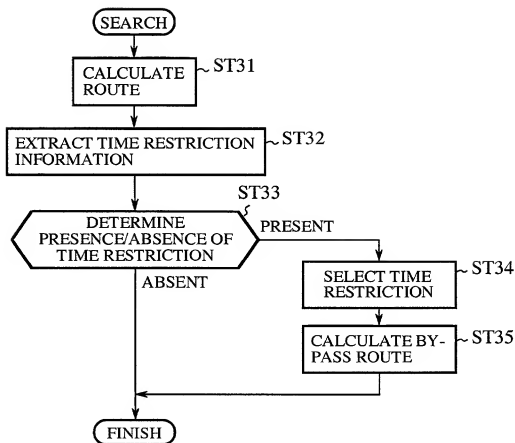 SEARCH
CALCULATE
ROUTE
ST31
EXTRACT TIME RESTRICTION
INFORMATION
ST32
ST33
DETERMINE
PRESENCE/ABSENCE OF
TIME RESTRICTION
PRESENT
ABSENT
SELECT TIME
RESTRICTION
ST34
CALCULATE BY-
PASS ROUTE
ST35
FINISH